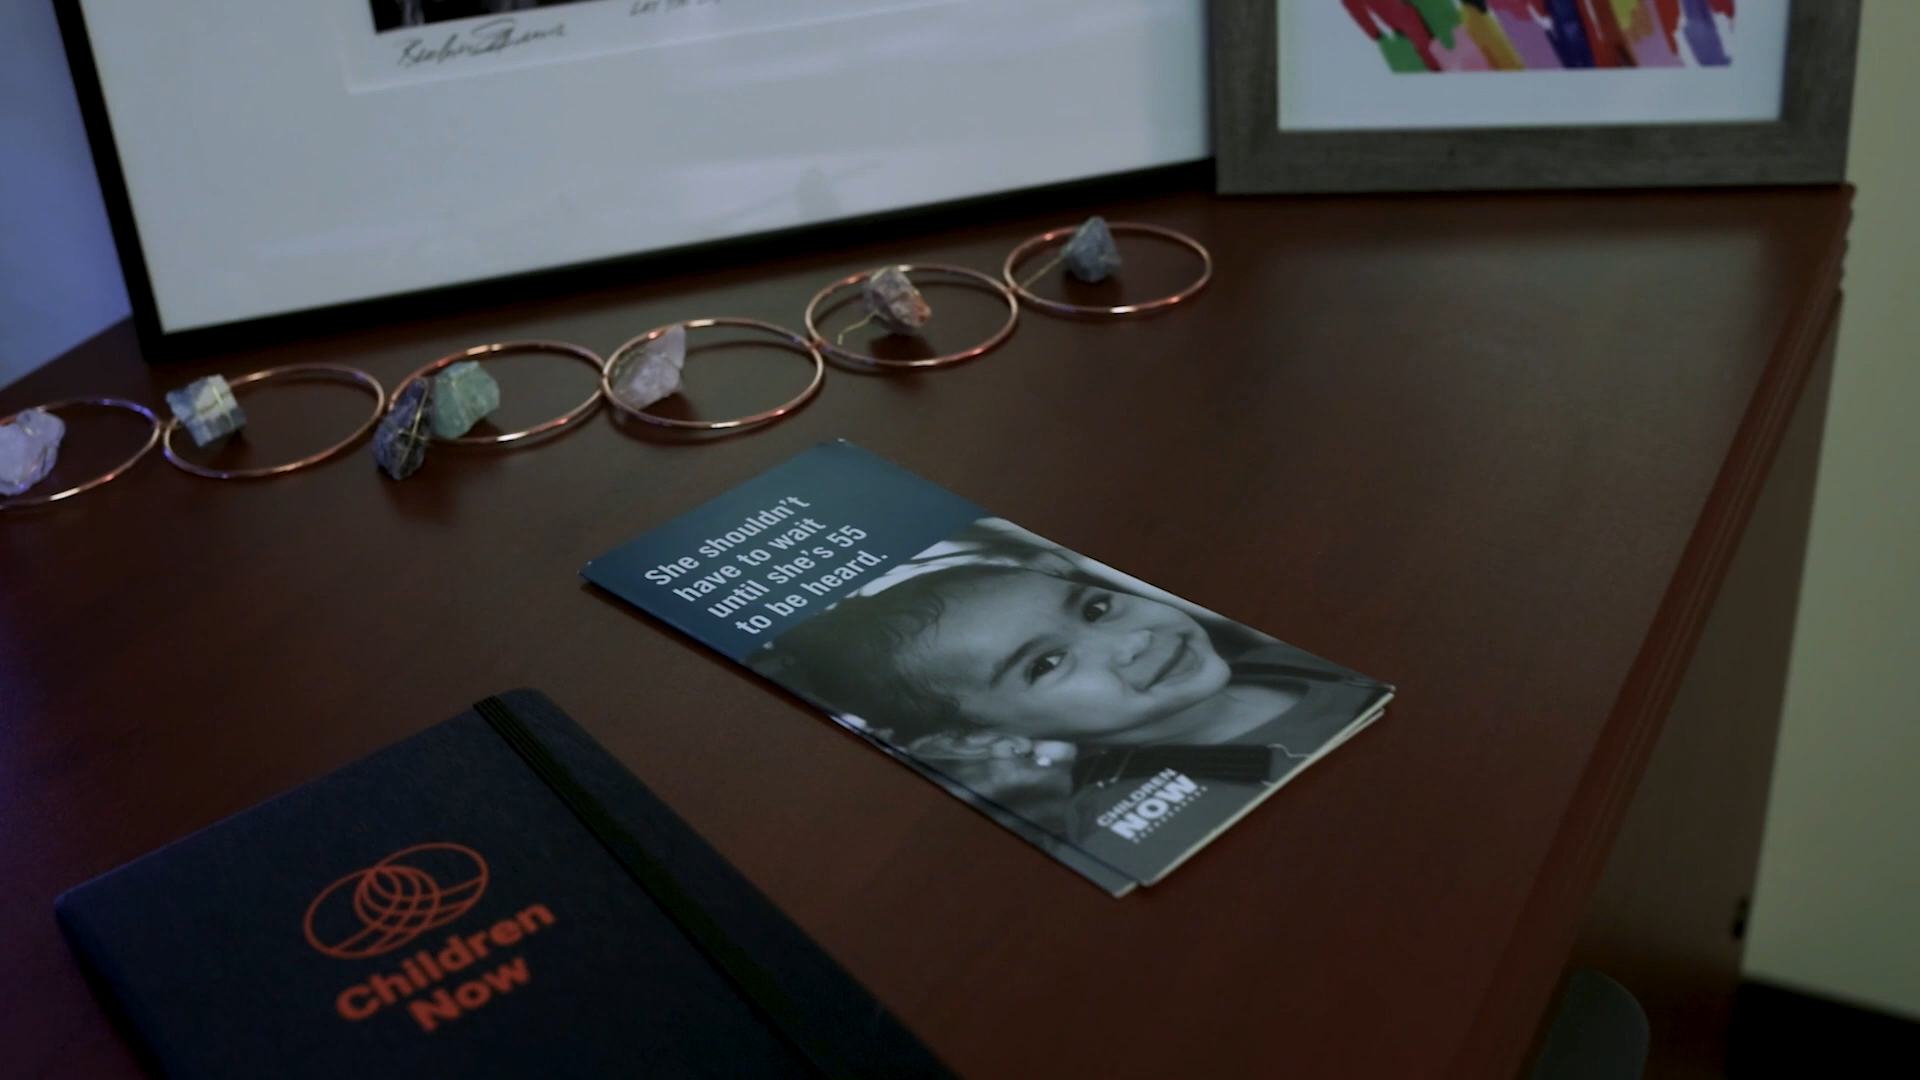 She shouldn't
have to wait
until she's 55
to be heard.
CHILDREN
NOW
Children
Now